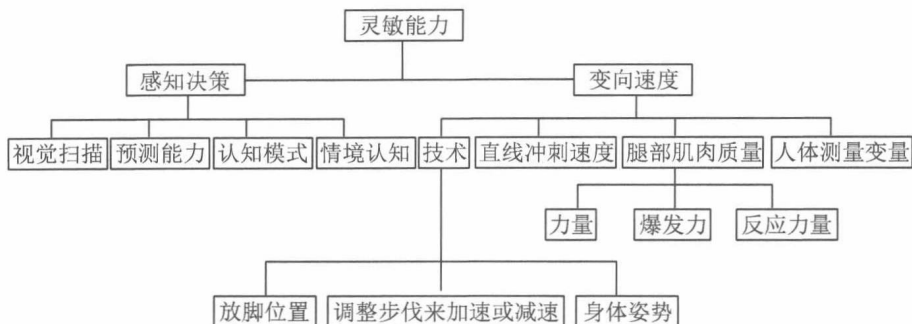 灵敏能力
感知决策 变向速度
视觉扫描 预测能力 认知模式 情境认知 技术 直线冲刺速度 腿部肌肉质量 人体测量变量
力量 爆发力 反应力量
放脚位置 调整步伐来加速或减速 身体姿势